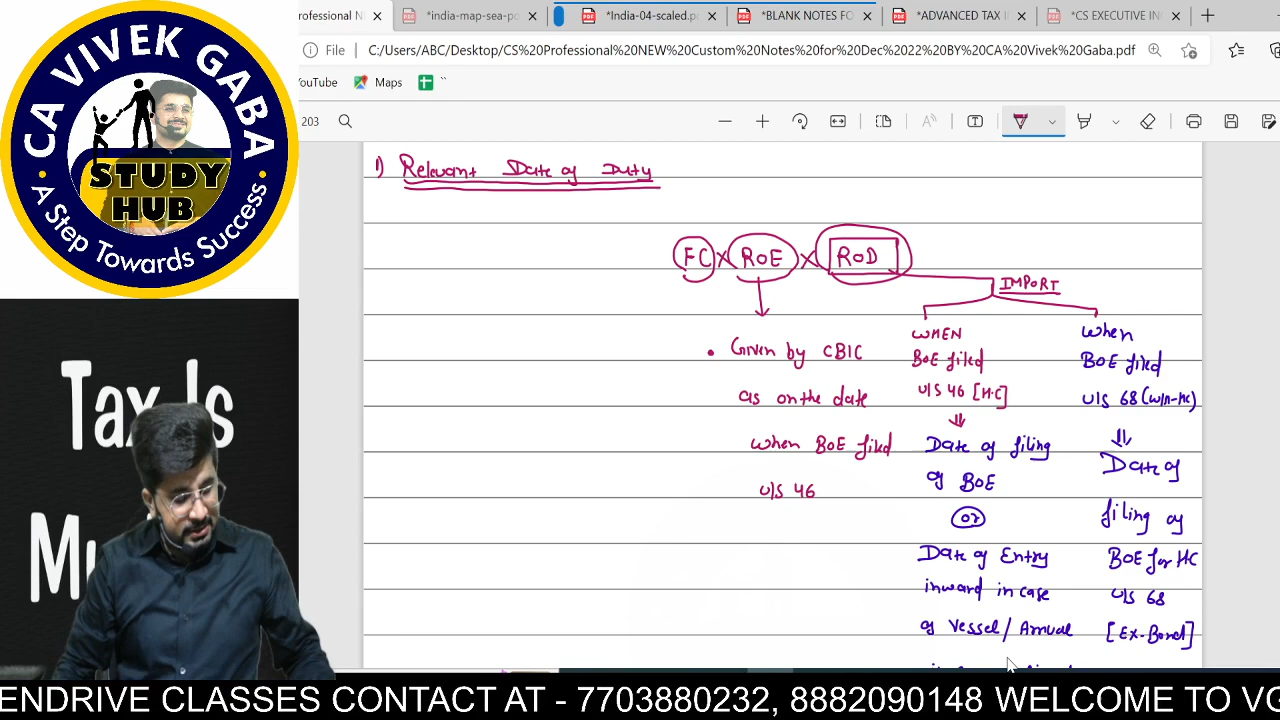 rofessional N
*india-map-sea-po
*India-04-scaled.p
*BLANK NOTES FO
*ADVANCED TAX
*CS EXECUTIVE IN
File
C:/Users/ABC/Desktop/CS%20Professional%20NEW%20Custom%20Notes%20for%20Dec%2022%20BY%20CA%20Vivek%20Gaba.pdf
ouTube
Maps
203
CA VIVEK GABA
STUDY
HUB
A Step Towards Success
1) Relevant Date of Duty
FC X ROE X ROD
IMPORT
Given by CBIC
as on the date
when BoE filed
u/s 46
WHEN
BoE filed
u/s 46 [H.C]
Date of filing
of BoE
or
Date of Entry
inward in case
of Vessel / Arrival
when
BoE filed
u/s 68 (W/H-HC)
Date of
filing of
BOE for HC
u/s 68
[Ex-Bond]
Tax Is
ENDRIVE CLASSES CONTACT AT - 7703880232, 8882090148 WELCOME TO VO